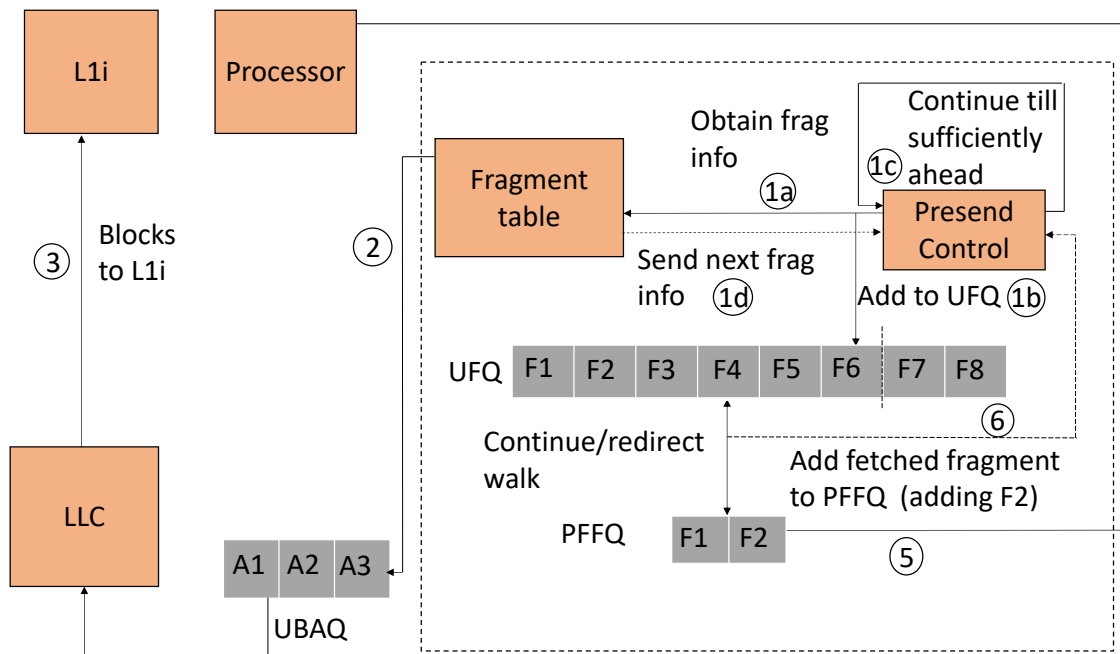 L1i
Processor
Continue till
sufficiently
ahead
Obtain frag
info
1c
1a
Fragment
table
Presend
Control
2
3
Blocks
to L1i
Send next frag
info
1d
Add to UFQ
1b
UFQ
F1 F2 F3 F4 F5 F6 F7 F8
6
Continue/redirect
walk
Add fetched fragment
to PFFQ (adding F2)
LLC
PFFQ
F1 F2
5
A1 A2 A3
UBAQ